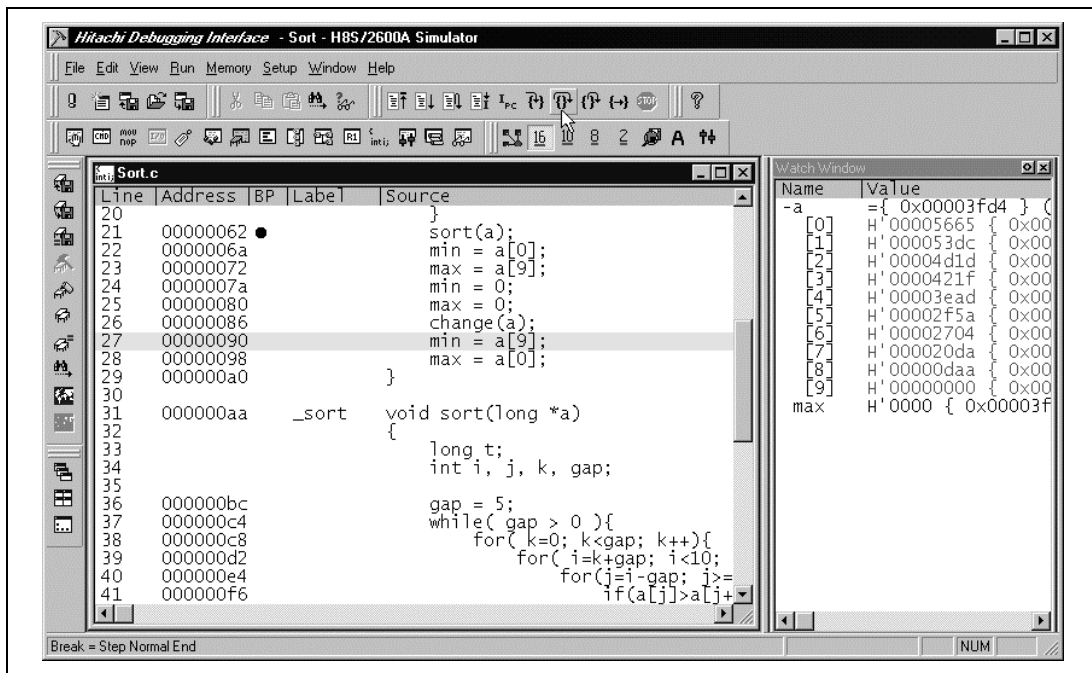 Hitachi Debugging Interface - Sort - H8S/2600A Simulator
File Edit View Run Memory Setup Window Help
16 10 8 2 A
Sort.c
Line Address BP Label Source
20 }
21 00000062 ● sort(a);
22 0000006a min = a[0];
23 00000072 max = a[9];
24 0000007a min = 0;
25 00000080 max = 0;
26 00000086 change(a);
27 00000090 min = a[9];
28 00000098 max = a[0];
29 000000a0 }
30
31 000000aa _sort void sort(long *a)
32 {
33 long t;
34 int i, j, k, gap;
35
36 000000bc gap = 5;
37 000000c4 while( gap > 0 ){
38 000000c8 for( k=0; k<gap; k++){
39 000000d2 for( i=k+gap; i<10;
40 000000e4 for(j=i-gap; j>=
41 000000f6 if(a[j]>a[j+
Watch Window
Name Value
-a ={ 0x00003fd4 } (
[0] H'00005665 { 0x00
[1] H'000053dc { 0x00
[2] H'00004d1d { 0x00
[3] H'0000421f { 0x00
[4] H'00003ead { 0x00
[5] H'00002f5a { 0x00
[6] H'00002704 { 0x00
[7] H'000020da { 0x00
[8] H'00000daa { 0x00
[9] H'00000000 { 0x00
max H'0000 { 0x00003f
Break = Step Normal End
NUM